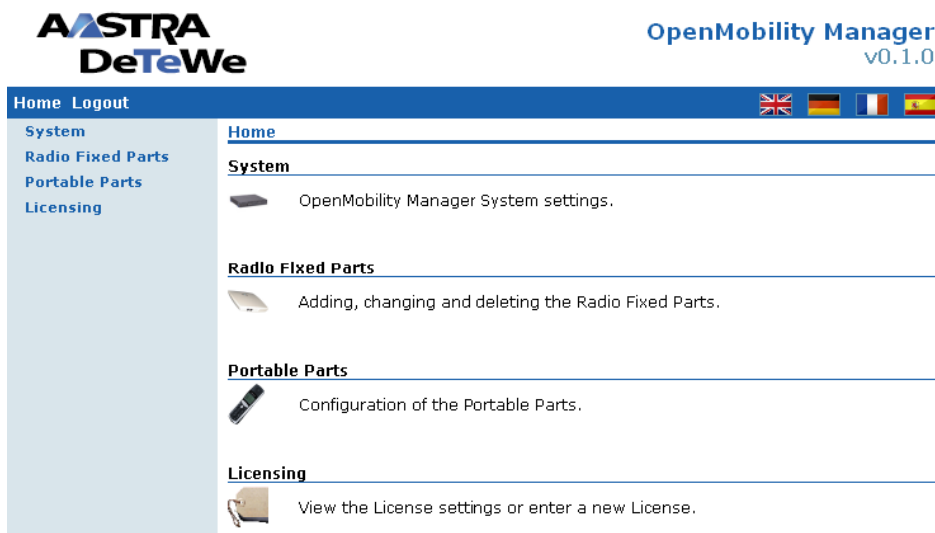 AASTRA
DeTeWe
OpenMobility Manager
v0.1.0
Home Logout
System
Radio Fixed Parts
Portable Parts
Licensing
Home
System
OpenMobility Manager System settings.
Radio Fixed Parts
Adding, changing and deleting the Radio Fixed Parts.
Portable Parts
Configuration of the Portable Parts.
Licensing
View the License settings or enter a new License.